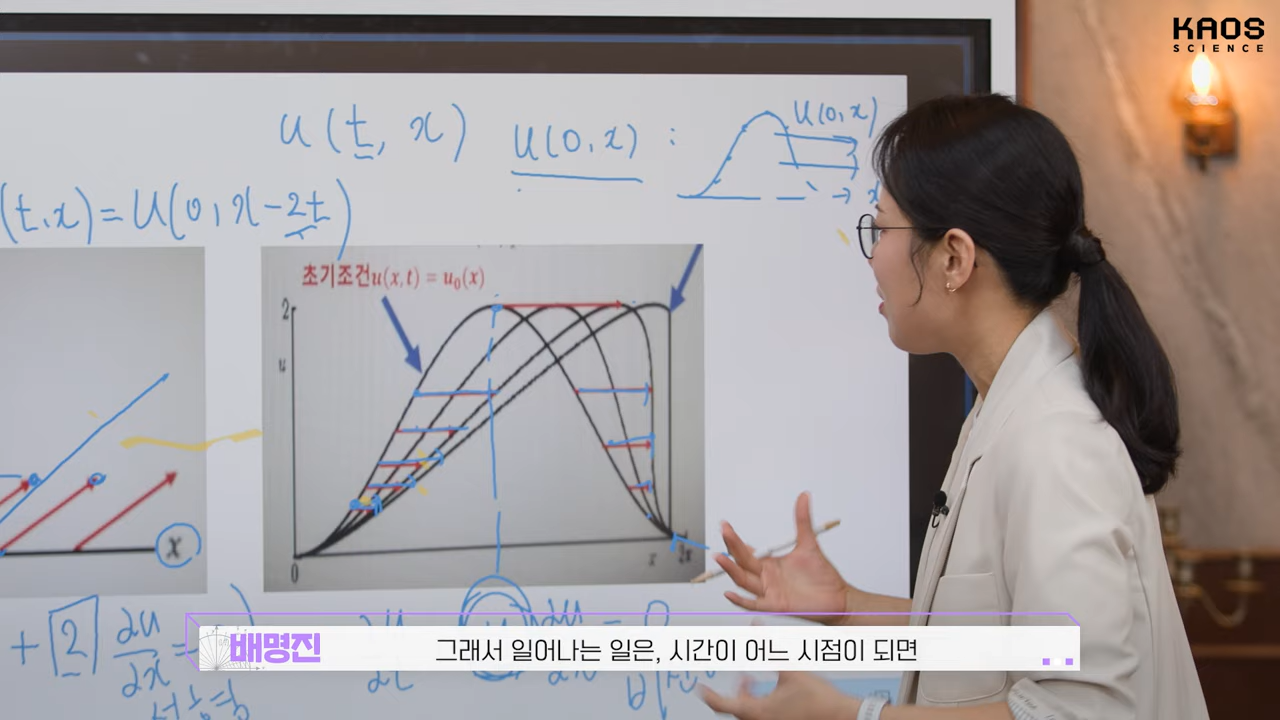 KAOS
SCIENCE
u(t, x) u(0, x) : u(0, x)
x
(t, x) = u(0, x-2t)
초기조건u(x,t) = u₀(x)
2
u
0 x 2π
x
+ 2 ∂u/∂x =
∂u
배명진 그래서 일어나는 일은, 시간이 어느 시점이 되면